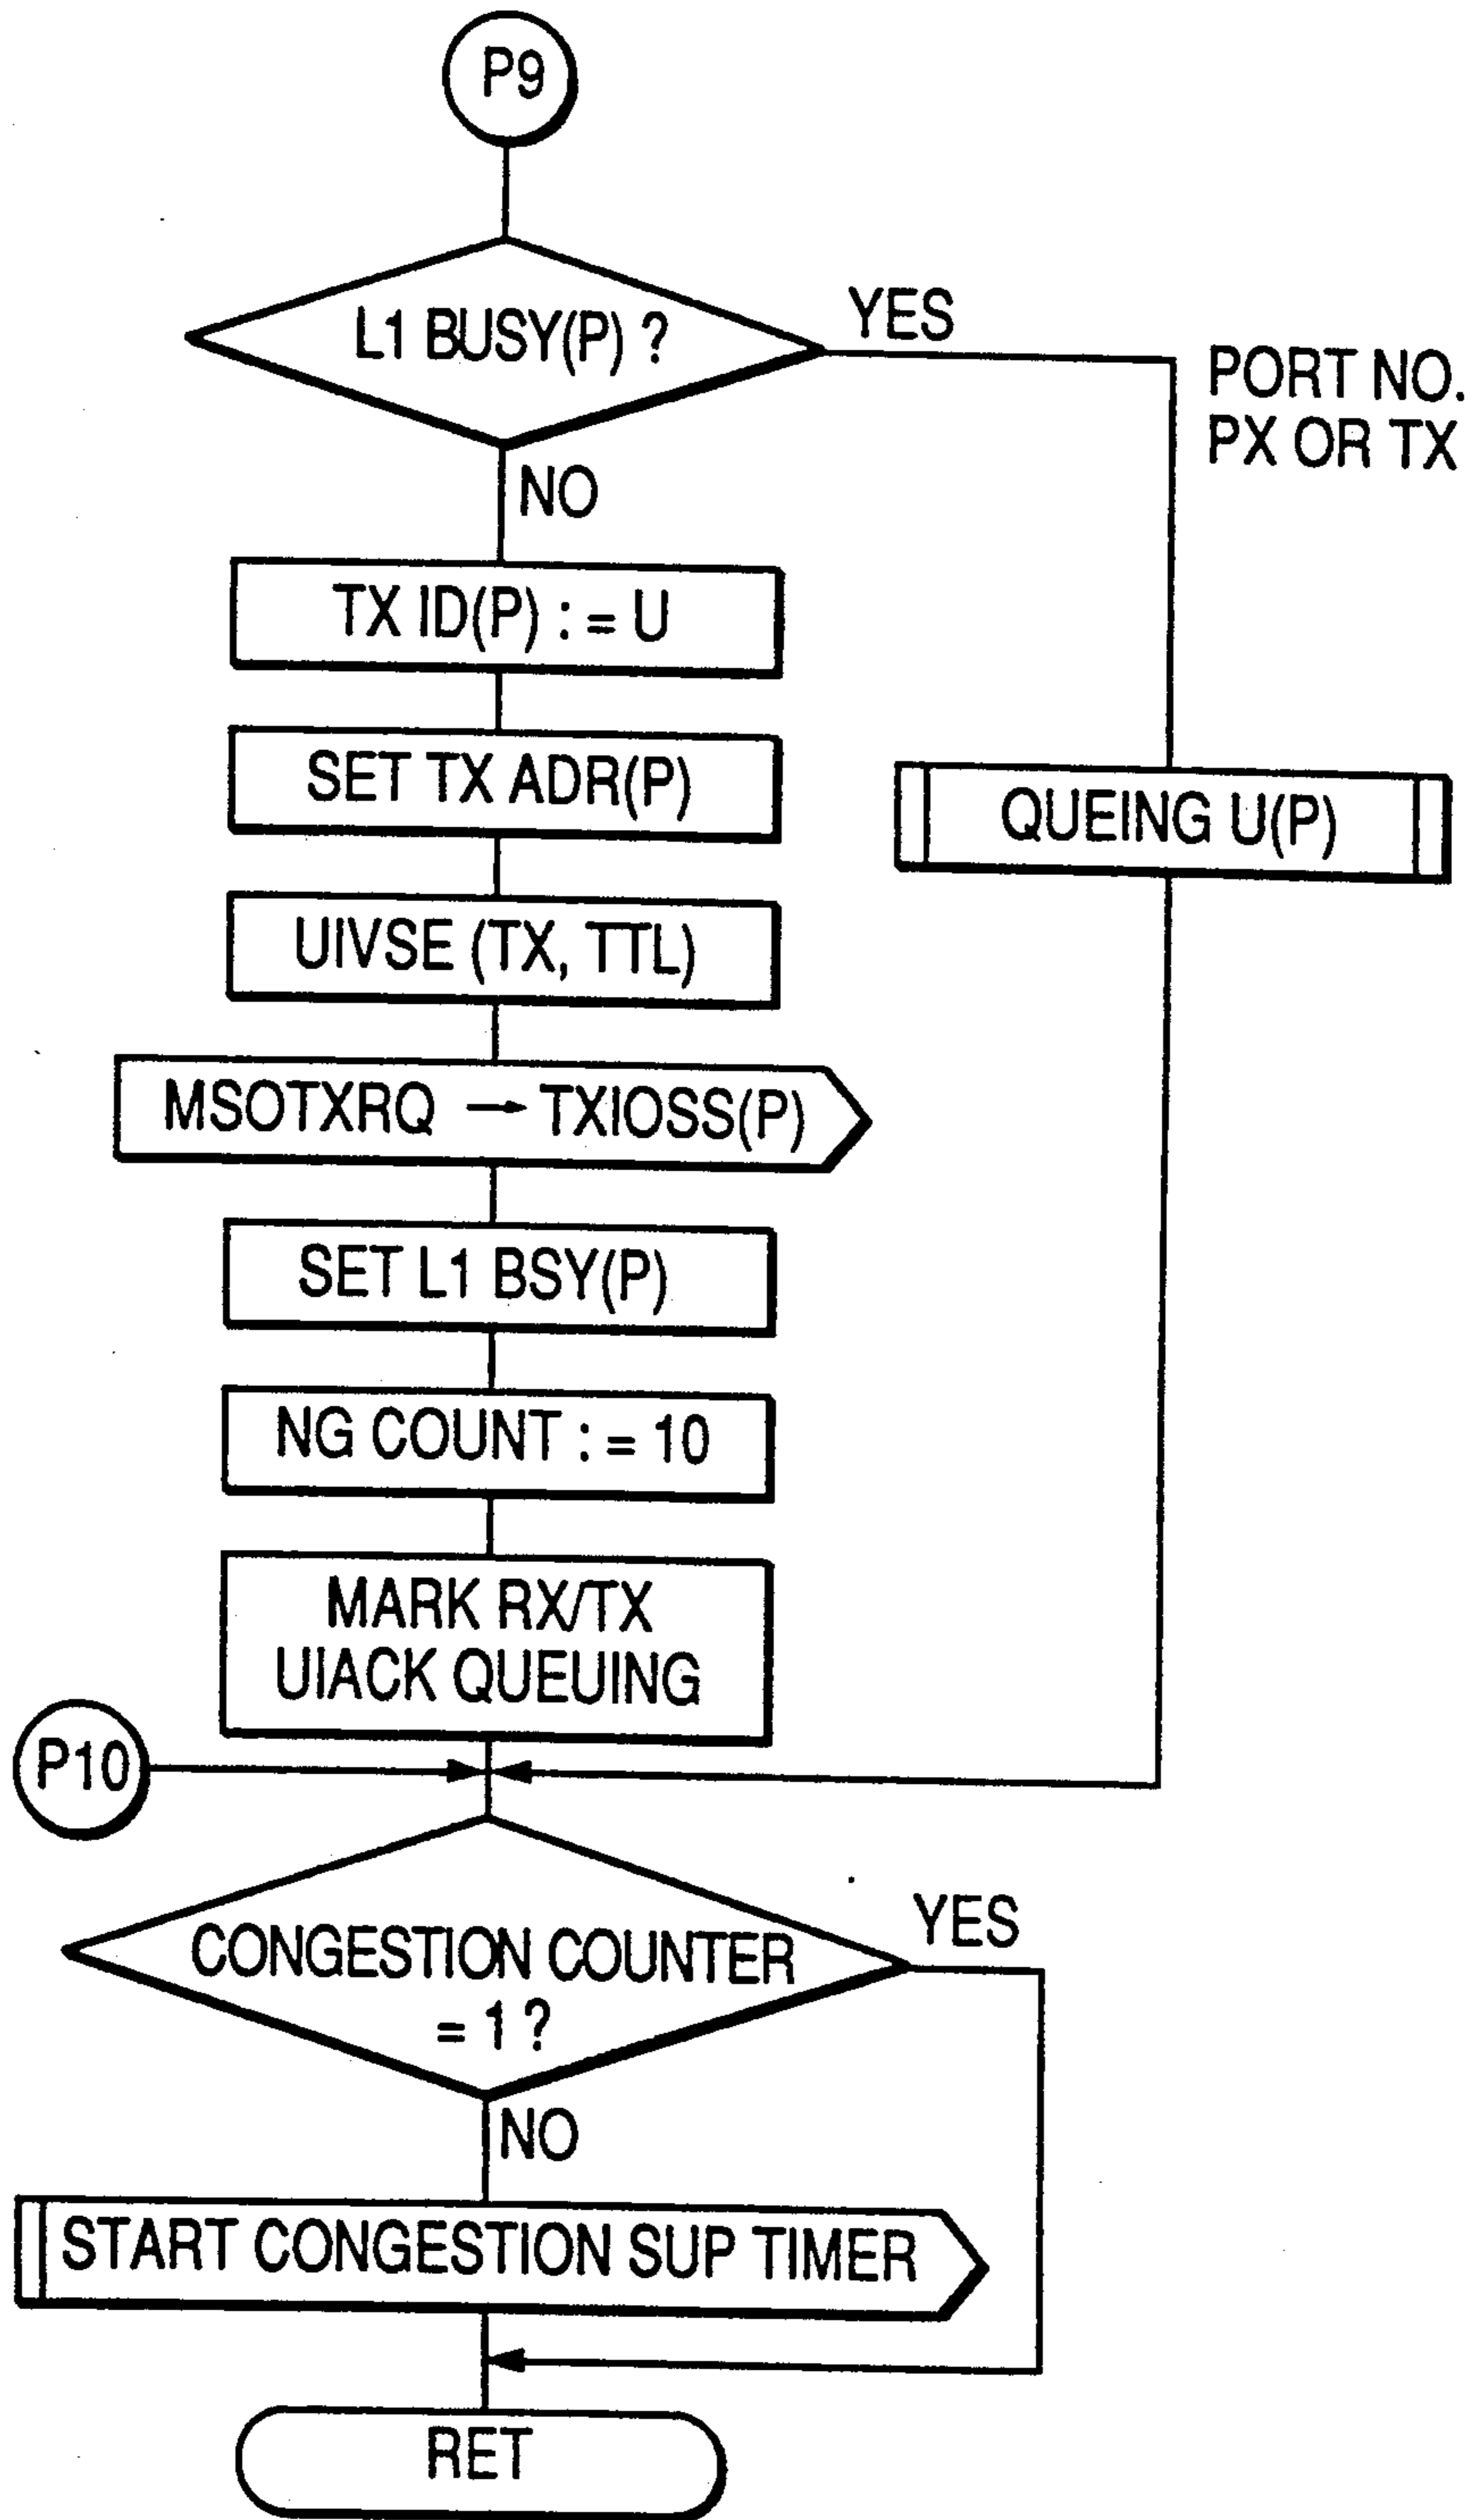 P9
L1 BUSY(P) ?
YES
PORT NO.
PX OR TX
NO
TX ID(P) : = U
SET TX ADR(P)
QUEING U(P)
UIVSE (TX, TTL)
MSOTXRQ → TXIOSS(P)
SET L1 BSY(P)
NG COUNT : = 10
MARK RX/TX
UIACK QUEUING
P10
CONGESTION COUNTER
= 1 ?
YES
NO
START CONGESTION SUP TIMER
RET